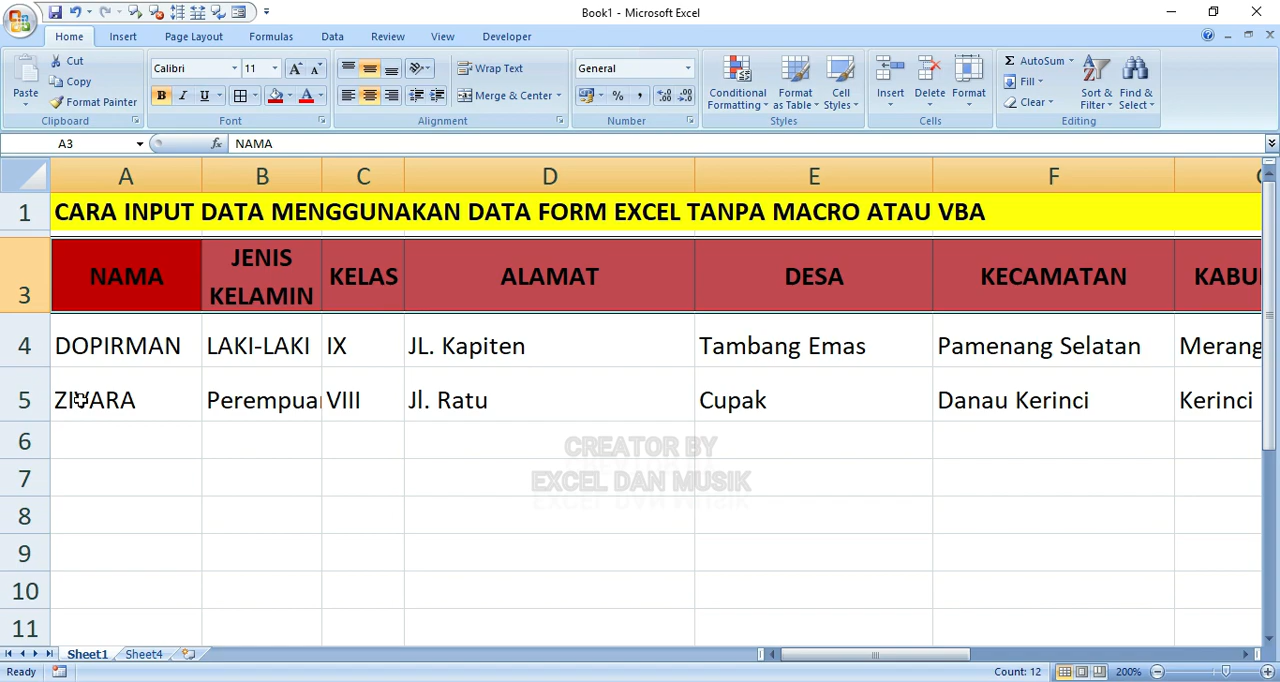 Book1 - Microsoft Excel
Home Insert Page Layout Formulas Data Review View Developer
Paste Cut Copy Format Painter Clipboard
Calibri 11 B I U A Font
Wrap Text Merge & Center Alignment
General % , Number
Conditional Formatting Format as Table Cell Styles Styles
Insert Delete Format Cells
Σ AutoSum Fill Clear Sort & Filter Find & Select Editing
A3 fx NAMA
A B C D E F
1 CARA INPUT DATA MENGGUNAKAN DATA FORM EXCEL TANPA MACRO ATAU VBA
3 NAMA JENIS KELAMIN KELAS ALAMAT DESA KECAMATAN KABU
4 DOPIRMAN LAKI-LAKI IX JL. Kapiten Tambang Emas Pamenang Selatan Merang
5 Perempuan VIII Jl. Ratu Cupak Danau Kerinci Kerinci
6
CREATOR BY
7
EXCEL DAN MUSIK
8
9
10
11
Sheet1 Sheet4
Ready Count: 12 200%